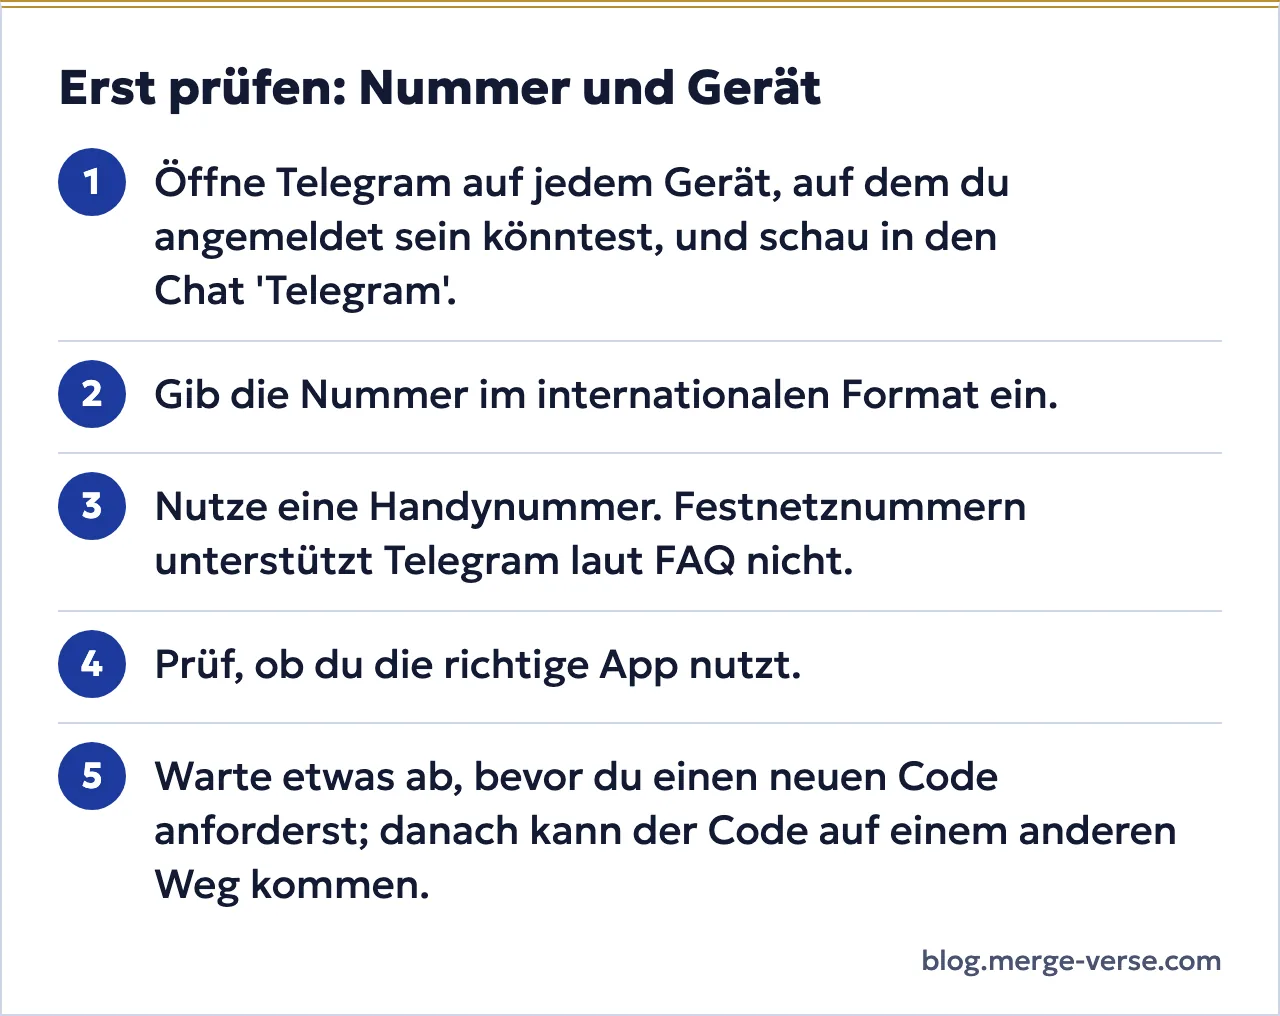 Erst prüfen: Nummer und Gerät
1
Öffne Telegram auf jedem Gerät, auf dem du
angemeldet sein könntest, und schau in den
Chat 'Telegram'.
2
Gib die Nummer im internationalen Format ein.
3
Nutze eine Handynummer. Festnetznummern
unterstützt Telegram laut FAQ nicht.
4
Prüf, ob du die richtige App nutzt.
5
Warte etwas ab, bevor du einen neuen Code
anforderst; danach kann der Code auf einem anderen
Weg kommen.
blog.merge-verse.com